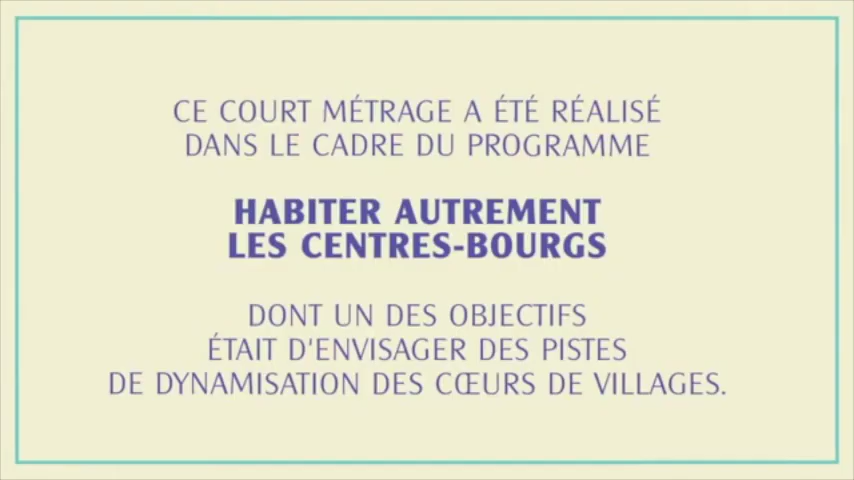 CE COURT MÉTRAGE A ÉTÉ RÉALISÉ
DANS LE CADRE DU PROGRAMME
HABITER AUTREMENT
LES CENTRES-BOURGS
DONT UN DES OBJECTIFS
ÉTAIT D'ENVISAGER DES PISTES
DE DYNAMISATION DES CŒURS DE VILLAGES.